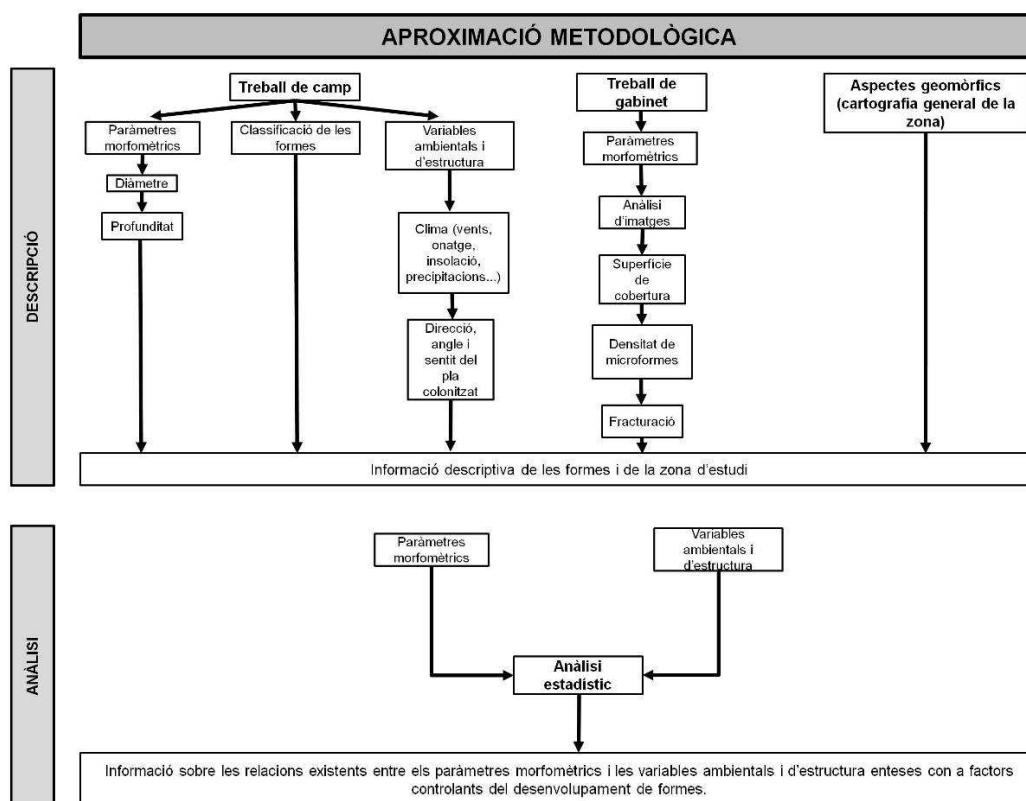 APROXIMACIÓ METODOLÒGICA
DESCRIPCIÓ
Treball de camp
Paràmetres
morfomètrics
Diàmetre
Profunditat
Classificació de les
formes
Variables
ambientals i
d'estructura
Clima (vents,
onatge,
insolació,
precipitacions...)
Direcció,
angle i
sentit del
pla
colonitzat
Treball de
gabinet
Paràmetres
morfomètrics
Anàlisi
d'imatges
Superfície
de
cobertura
Densitat de
microformes
Fracturació
Aspectes geomòrfics
(cartografia general de la
zona)
Informació descriptiva de les formes i de la zona d'estudi
ANÀLISI
Paràmetres
morfomètrics
Variables
ambientals i
d'estructura
Anàlisi
estadístic
Informació sobre les relacions existents entre els paràmetres morfomètrics i les variables ambientals i d'estructura enteses con a factors
controlants del desenvolupament de formes.